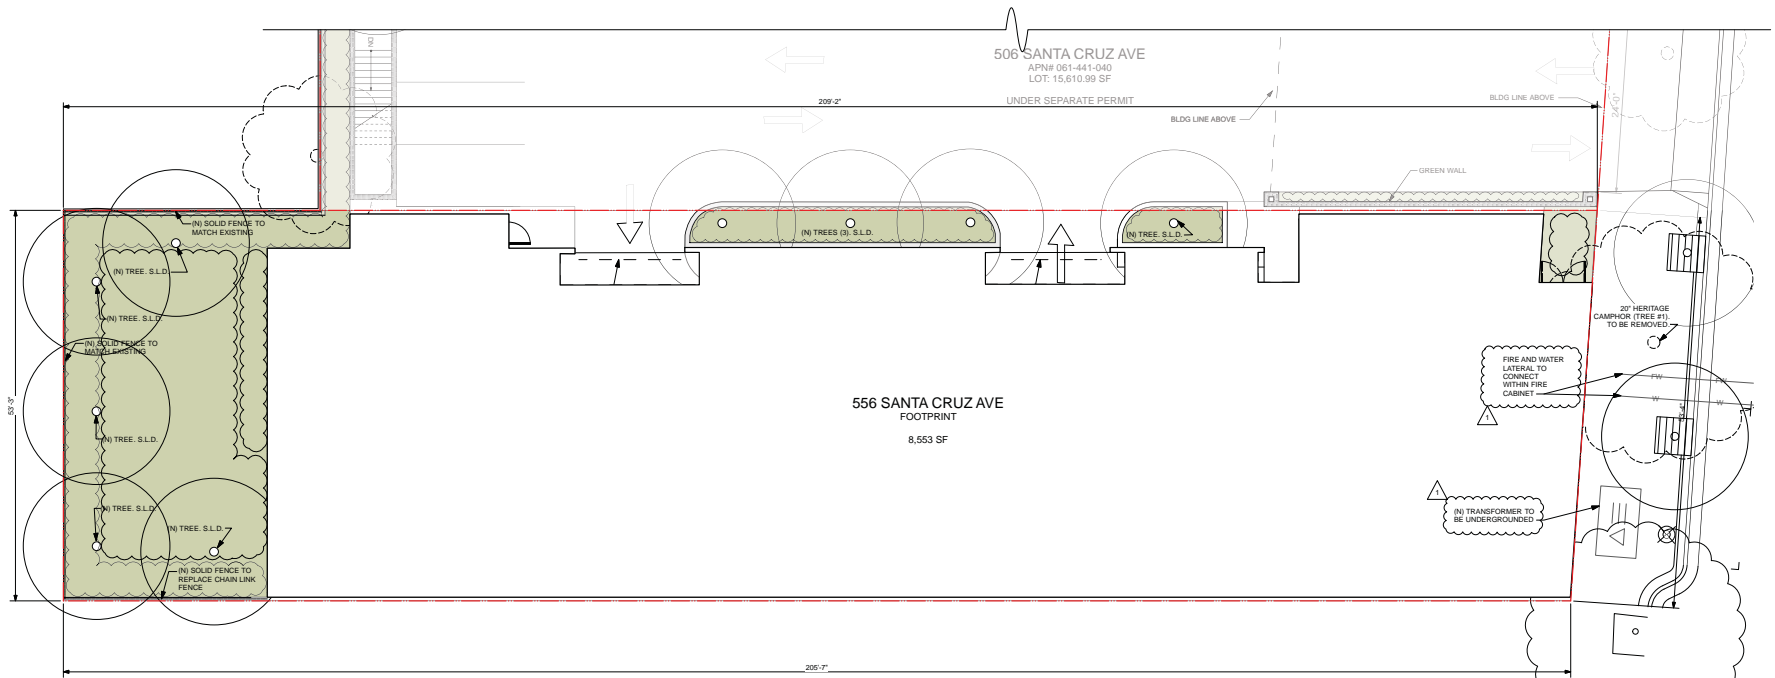 DN
506 SANTA CRUZ AVE
APN# 061-441-040
LOT: 15,610.99 SF
UNDER SEPARATE PERMIT
209'-2"
BLDG LINE ABOVE
BLDG LINE ABOVE
24'-0"
GREEN WALL
(N) SOLID FENCE TO
MATCH EXISTING
(N) TREES (3). S.L.D.
(N) TREE. S.L.D.
(N) TREE. S.L.D.
(N) TREE. S.L.D.
(N) SOLID FENCE TO
MATCH EXISTING
20" HERITAGE
CAMPHOR (TREE #1).
TO BE REMOVED.
FIRE AND WATER
LATERAL TO
CONNECT
WITHIN FIRE
CABINET
FW
FW
W
W
1
53'-3"
556 SANTA CRUZ AVE
FOOTPRINT
8,553 SF
(N) TREE. S.L.D.
(N) TREE. S.L.D.
(N) TREE. S.L.D.
1
(N) TRANSFORMER TO
BE UNDERGROUNDED
(N) SOLID FENCE TO
REPLACE CHAIN LINK
FENCE
205'-7"